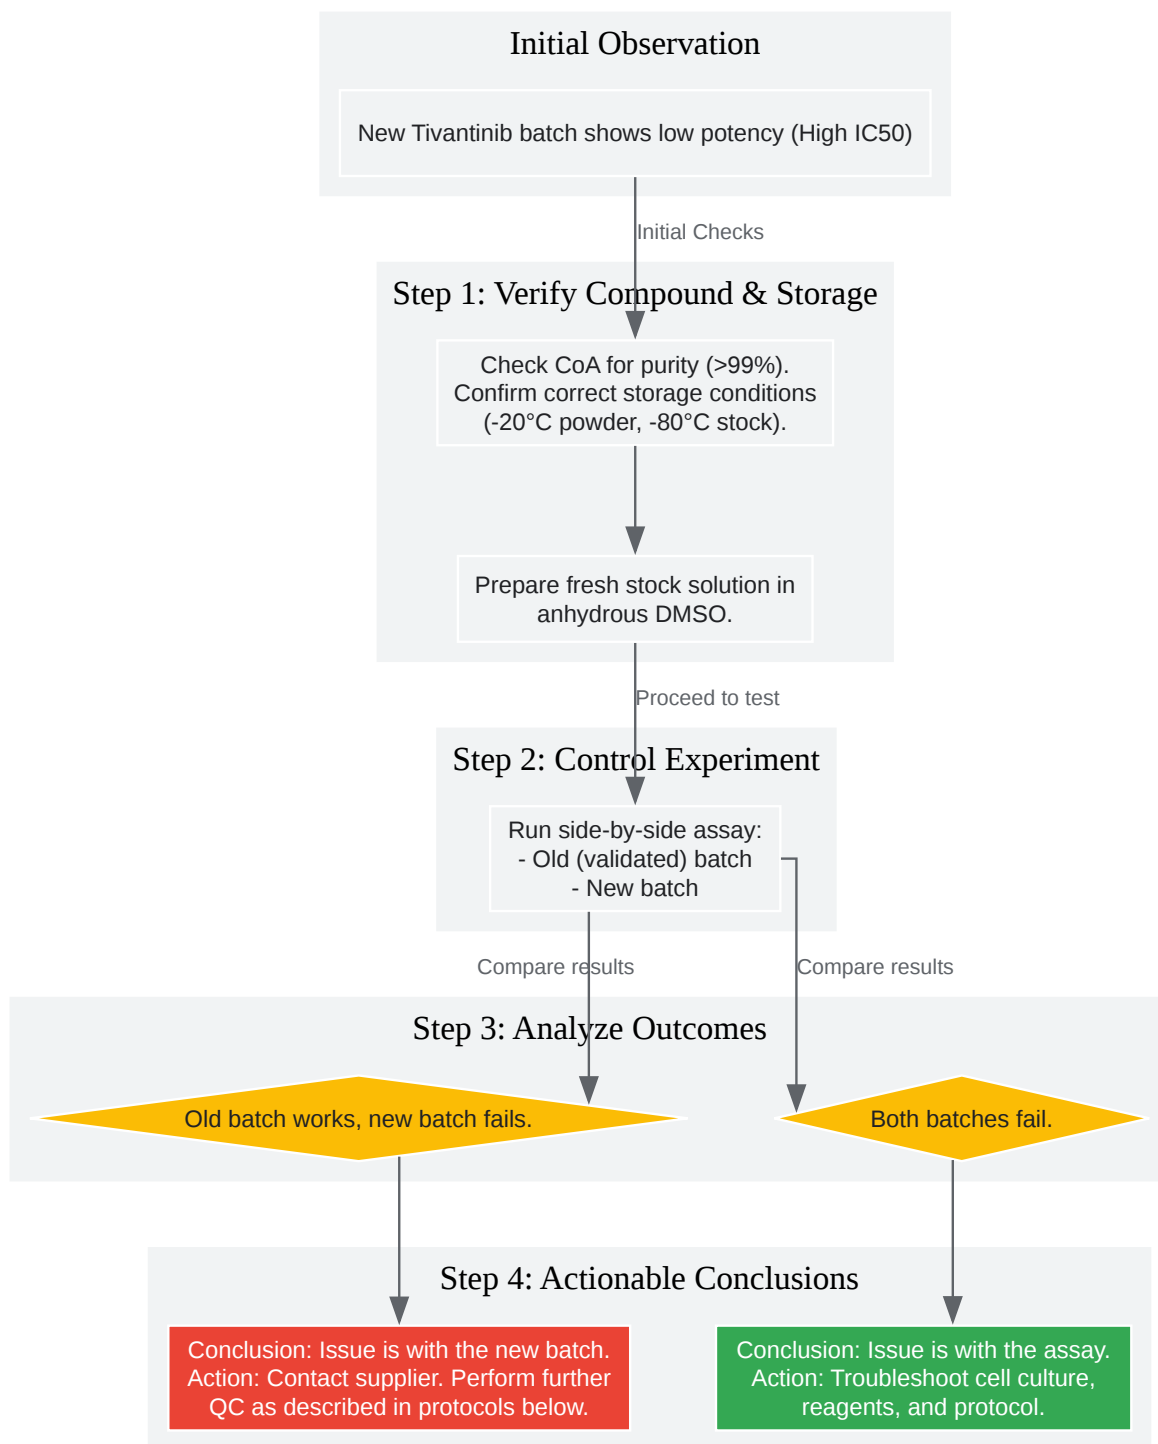 Initial Observation
New Tivantinib batch shows low potency (High IC50)
Initial Checks
Step 1: Verify Compound & Storage
Check CoA for purity (>99%).
Confirm correct storage conditions
(-20°C powder, -80°C stock).
Prepare fresh stock solution in
anhydrous DMSO.
Proceed to test
Step 2: Control Experiment
Run side-by-side assay:
- Old (validated) batch
- New batch
Compare results
Compare results
Step 3: Analyze Outcomes
Old batch works, new batch fails.
Both batches fail.
Step 4: Actionable Conclusions
Conclusion: Issue is with the new batch.
Action: Contact supplier. Perform further
QC as described in protocols below.
Conclusion: Issue is with the assay.
Action: Troubleshoot cell culture,
reagents, and protocol.